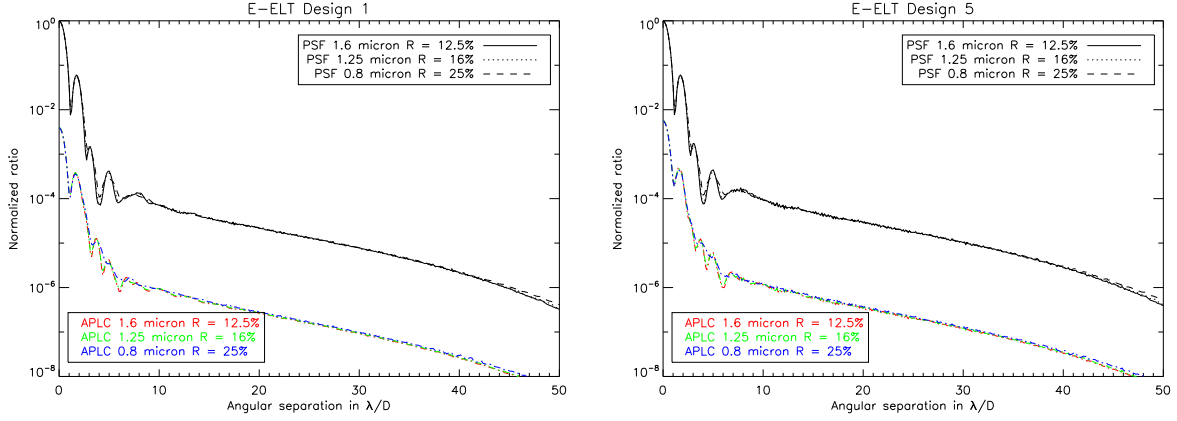 E-ELT Design 1
PSF 1.6 micron R = 12.5%
PSF 1.25 micron R = 16%
PSF 0.8 micron R = 25%
APLC 1.6 micron R = 12.5%
APLC 1.25 micron R = 16%
APLC 0.8 micron R = 25%
Normalized ratio
10⁰
10⁻²
10⁻⁴
10⁻⁶
10⁻⁸
0 10 20 30 40 50
Angular separation in λ/D
E-ELT Design 5
PSF 1.6 micron R = 12.5%
PSF 1.25 micron R = 16%
PSF 0.8 micron R = 25%
APLC 1.6 micron R = 12.5%
APLC 1.25 micron R = 16%
APLC 0.8 micron R = 25%
Normalized ratio
10⁰
10⁻²
10⁻⁴
10⁻⁶
10⁻⁸
0 10 20 30 40 50
Angular separation in λ/D